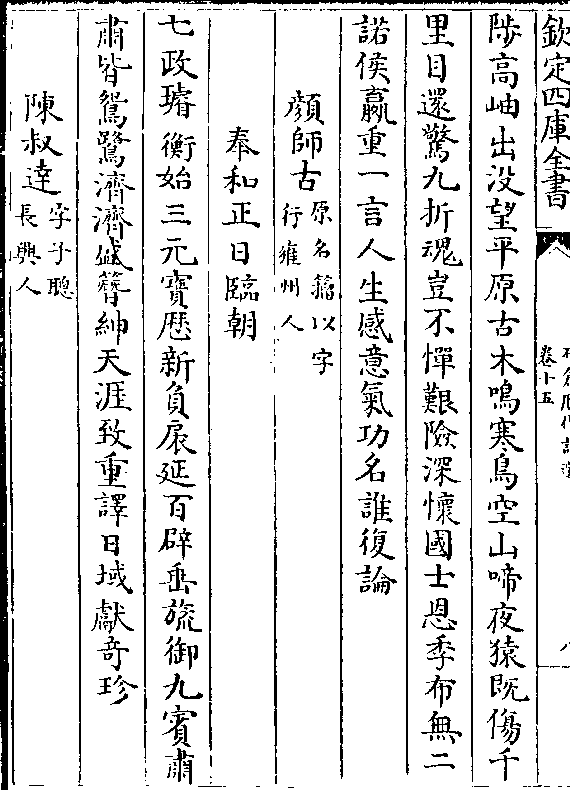 欽定四庫全書
卷十五
八
陟高岫出没望平原古木鳴寒鳥空山啼夜猿既傷千
里目還驚九折魂豈不憚艱險深懷國士恩季布無二
諾侯嬴重一言人生感意氣功名誰復論
顔師古原名籀以字
行雍州人
奉和正日臨朝
七政璿衡始三元寳歴新負扆延百辟垂旒御九賓肅
肅皆鴛鷺濟濟盛簪紳天涯致重譯日域獻竒珍
陳叔達字子聰
長興人